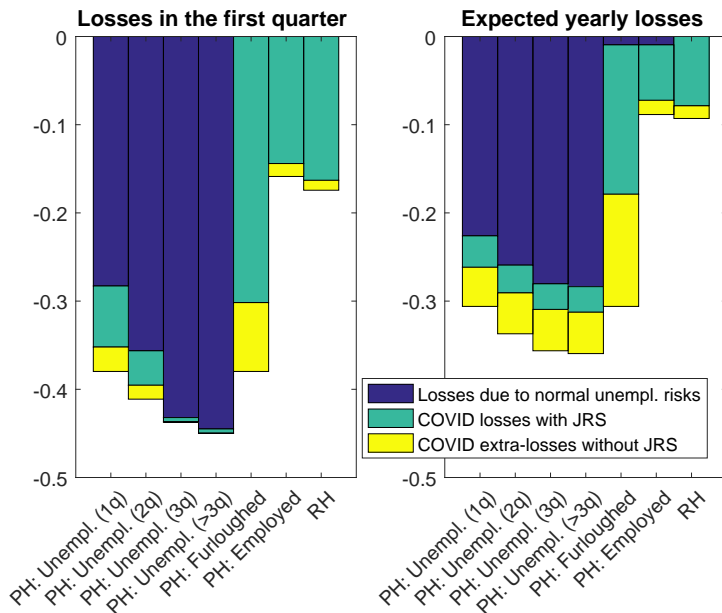 Losses in the first quarter
0
-0.1
-0.2
-0.3
-0.4
-0.5
PH: Unempl. (1q)
PH: Unempl. (2q)
PH: Unempl. (3q)
PH: Unempl. (>3q)
PH: Furloughed
PH: Employed
RH
Expected yearly losses
0
-0.1
-0.2
-0.3
-0.4
-0.5
Losses due to normal unempl. risks
COVID losses with JRS
COVID extra-losses without JRS
PH: Unempl. (1q)
PH: Unempl. (2q)
PH: Unempl. (3q)
PH: Unempl. (>3q)
PH: Furloughed
PH: Employed
RH